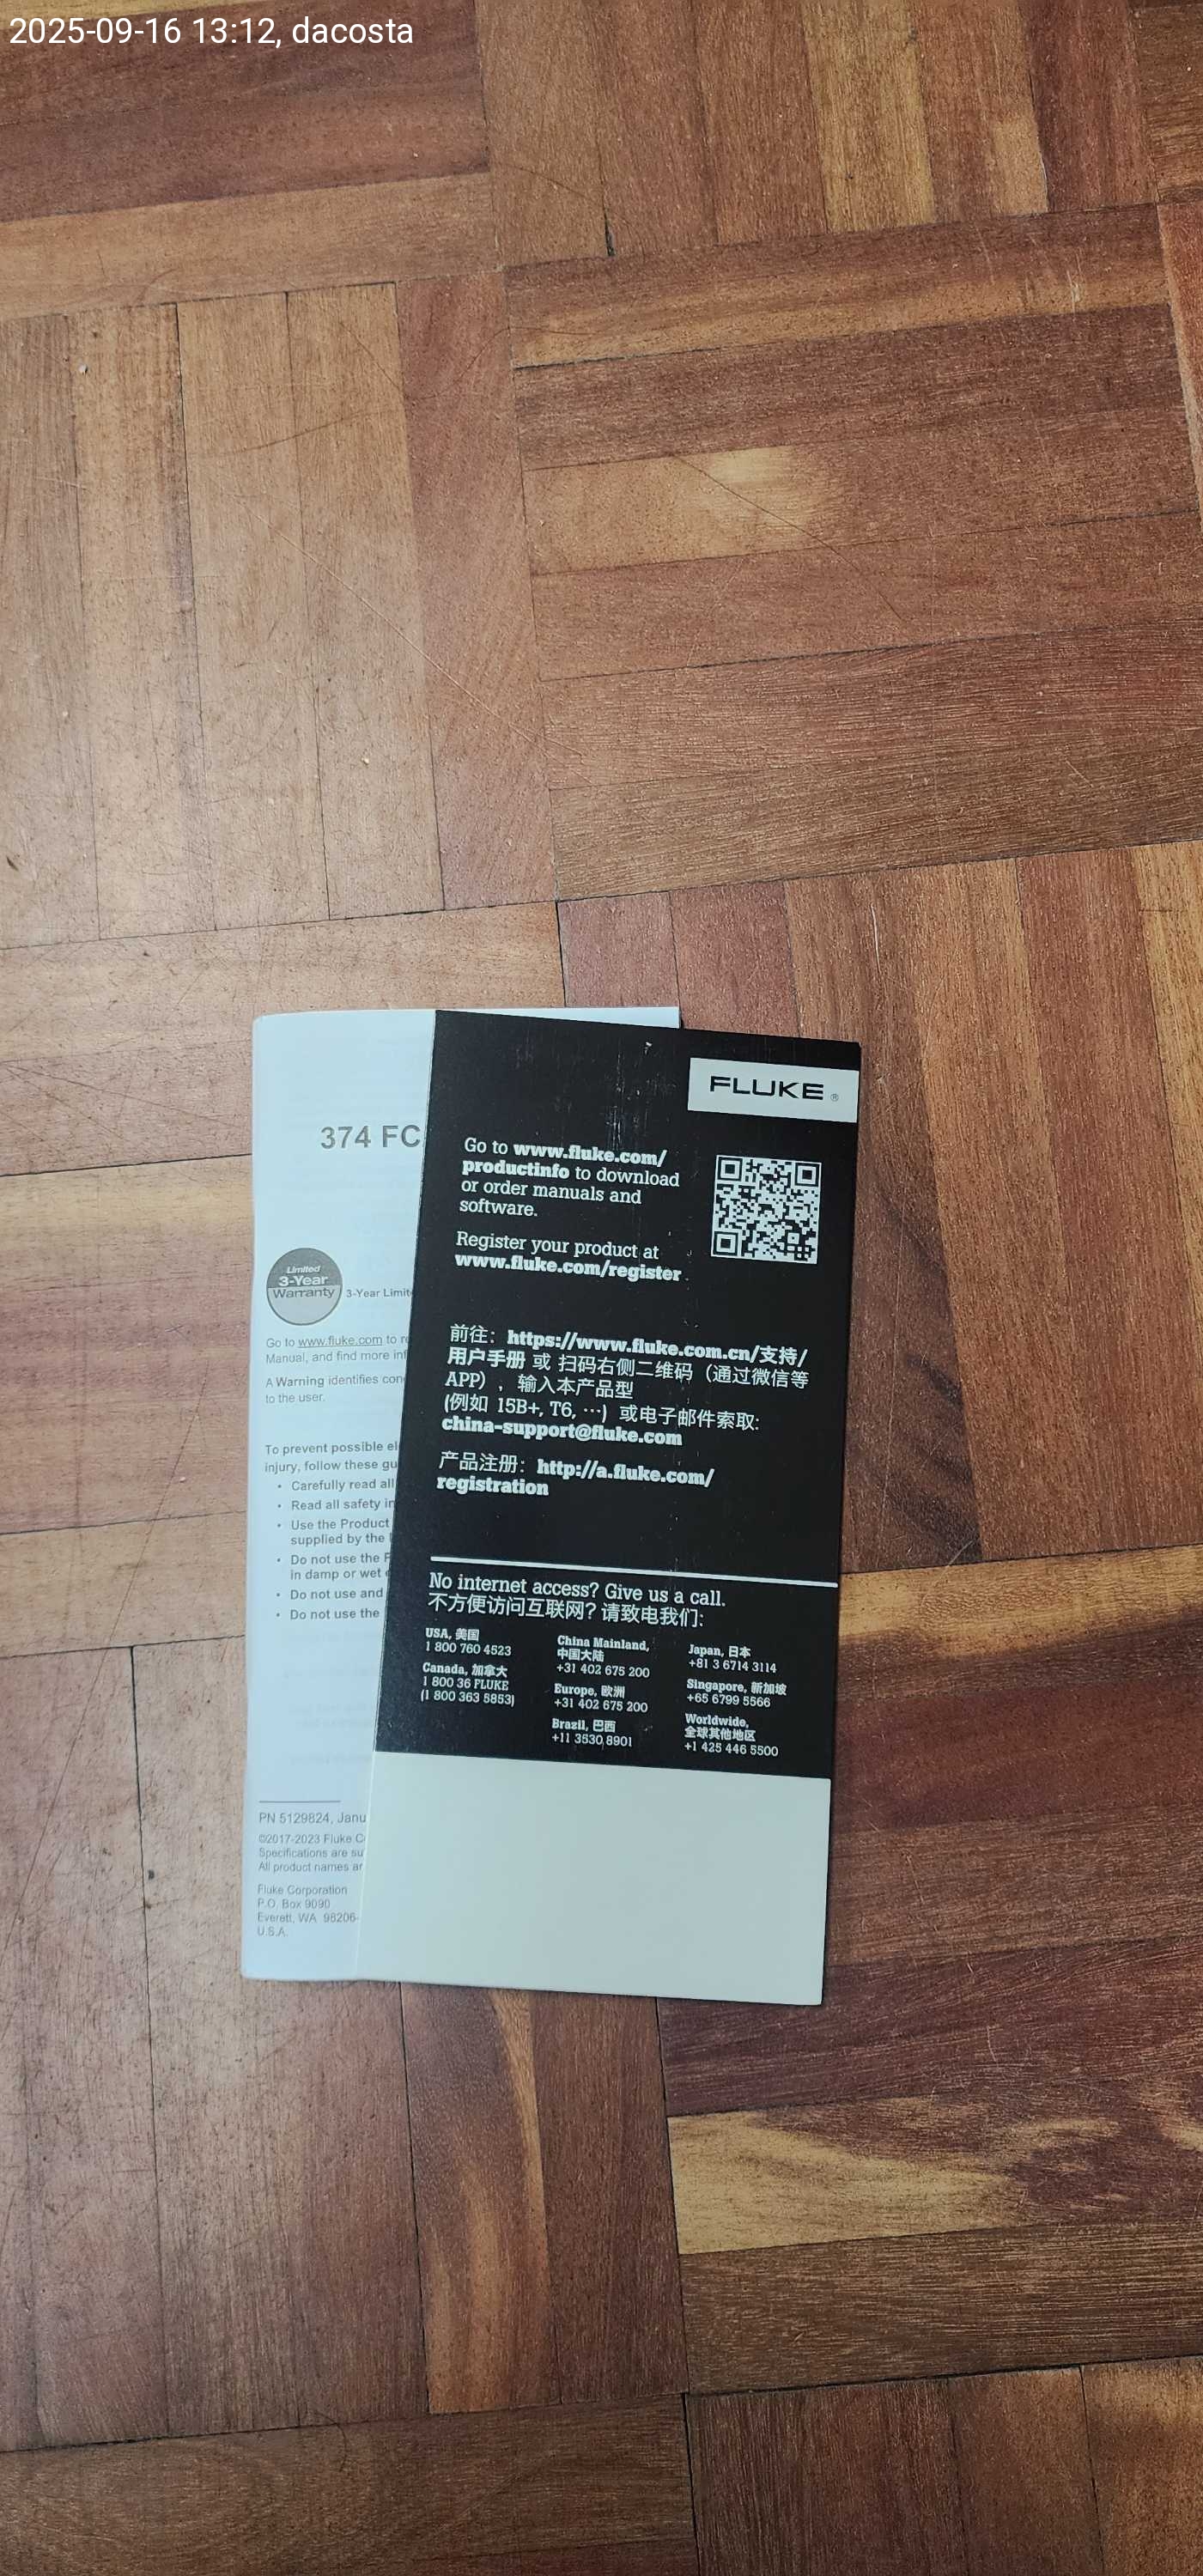 2025-09-16 13:12, dacosta
374 FC
Limited
3-Year
Warranty
3-Year
Go to www.fluke.com to
Manual, and find more
A Warning identifies
to the user.
To prevent possible
injury, follow these
• Carefully read all
• Read all safety
• Use the Product
supplied by the
• Do not use the
in damp or wet
• Do not use and
• Do not use the
PN 5129824,
©2017-2023 Fluke
Specifications are
All product names
Fluke Corporation
P.O. Box 9090
Everett, WA 98206-
U.S.A.
FLUKE®
Go to www.fluke.com/
productinfo to download
or order manuals and
software.
Register your product at
www.fluke.com/register.
前往：https://www.fluke.com.cn/支持/
用户手册 或 扫码右侧二维码（通过微信等
APP），输入本产品型
(例如 15B+, T6, …) 或电子邮件索取:
china-support@fluke.com
产品注册：http://a.fluke.com/
registration
No internet access? Give us a call.
不方便访问互联网? 请致电我们:
USA, 美国
1 800 760 4523
Canada, 加拿大
1 800 36 FLUKE
(1 800 363 5853)
China Mainland,
中国大陆
+31 402 675 200
Europe, 欧洲
+31 402 675 200
Brazil, 巴西
+11 3530 8901
Japan, 日本
+81 3 6714 3114
Singapore, 新加坡
+65 6799 5566
Worldwide,
全球其他地区
+1 425 446 5500